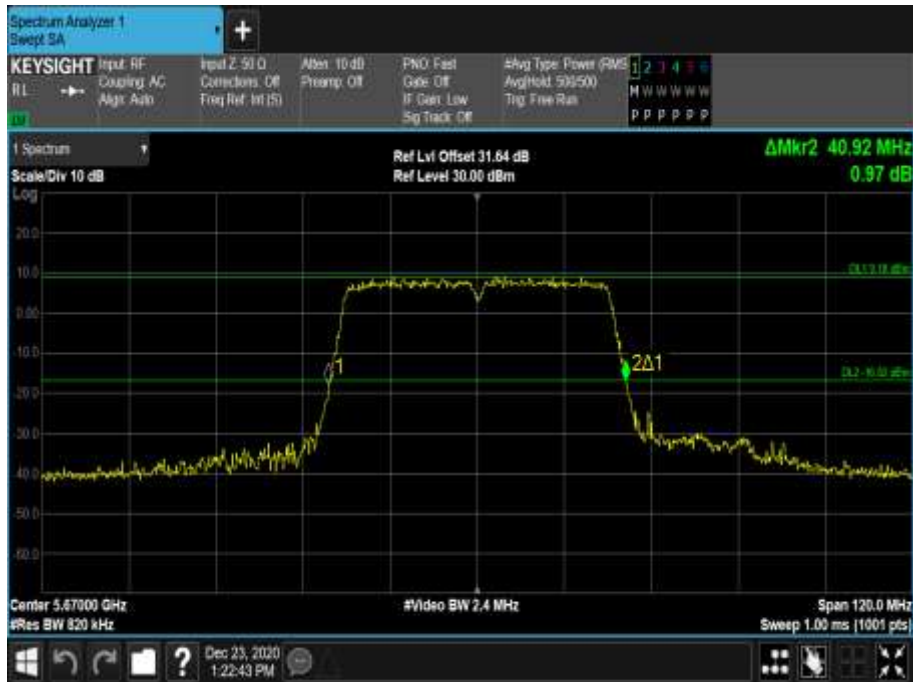 Spectrum Analyzer 1
Swept SA
+
KEYSIGHT
RL
Input: RF
Coupling: AC
Align: Auto
Input Z: 50 Ω
Corrections: Off
Freq Ref: Int (S)
Atten: 10 dB
Preamp: Off
PNO: Fast
Gate: Off
IF Gain: Low
Sig Track: Off
#Avg Type: Power (RMS
Avg|Hold: 500/500
Trig: Free Run
1 2 3 4 5 6
M W W W W W
P P P P P P
1 Spectrum
Scale/Div 10 dB
Log
Ref Lvl Offset 31.64 dB
Ref Level 30.00 dBm
ΔMkr2 40.92 MHz
0.97 dB
20.0
10.0
0.00
-10.0
-20.0
-30.0
-40.0
-50.0
1
2Δ1
Center 5.67000 GHz
#Res BW 820 kHz
#Video BW 2.4 MHz
Span 120.0 MHz
Sweep 1.00 ms (1001 pts)
?
Dec 23, 2020
1:22:43 PM